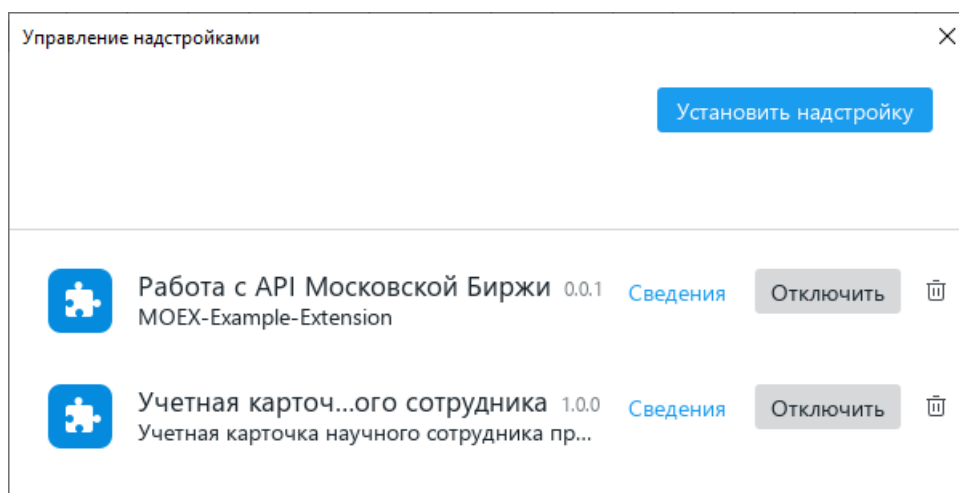 Управление надстройками
Установить надстройку
Работа с API Московской Биржи 0.0.1 Сведения Отключить
MOEX-Example-Extension
Учетная карточ...ого сотрудника 1.0.0 Сведения Отключить
Учетная карточка научного сотрудника пр...